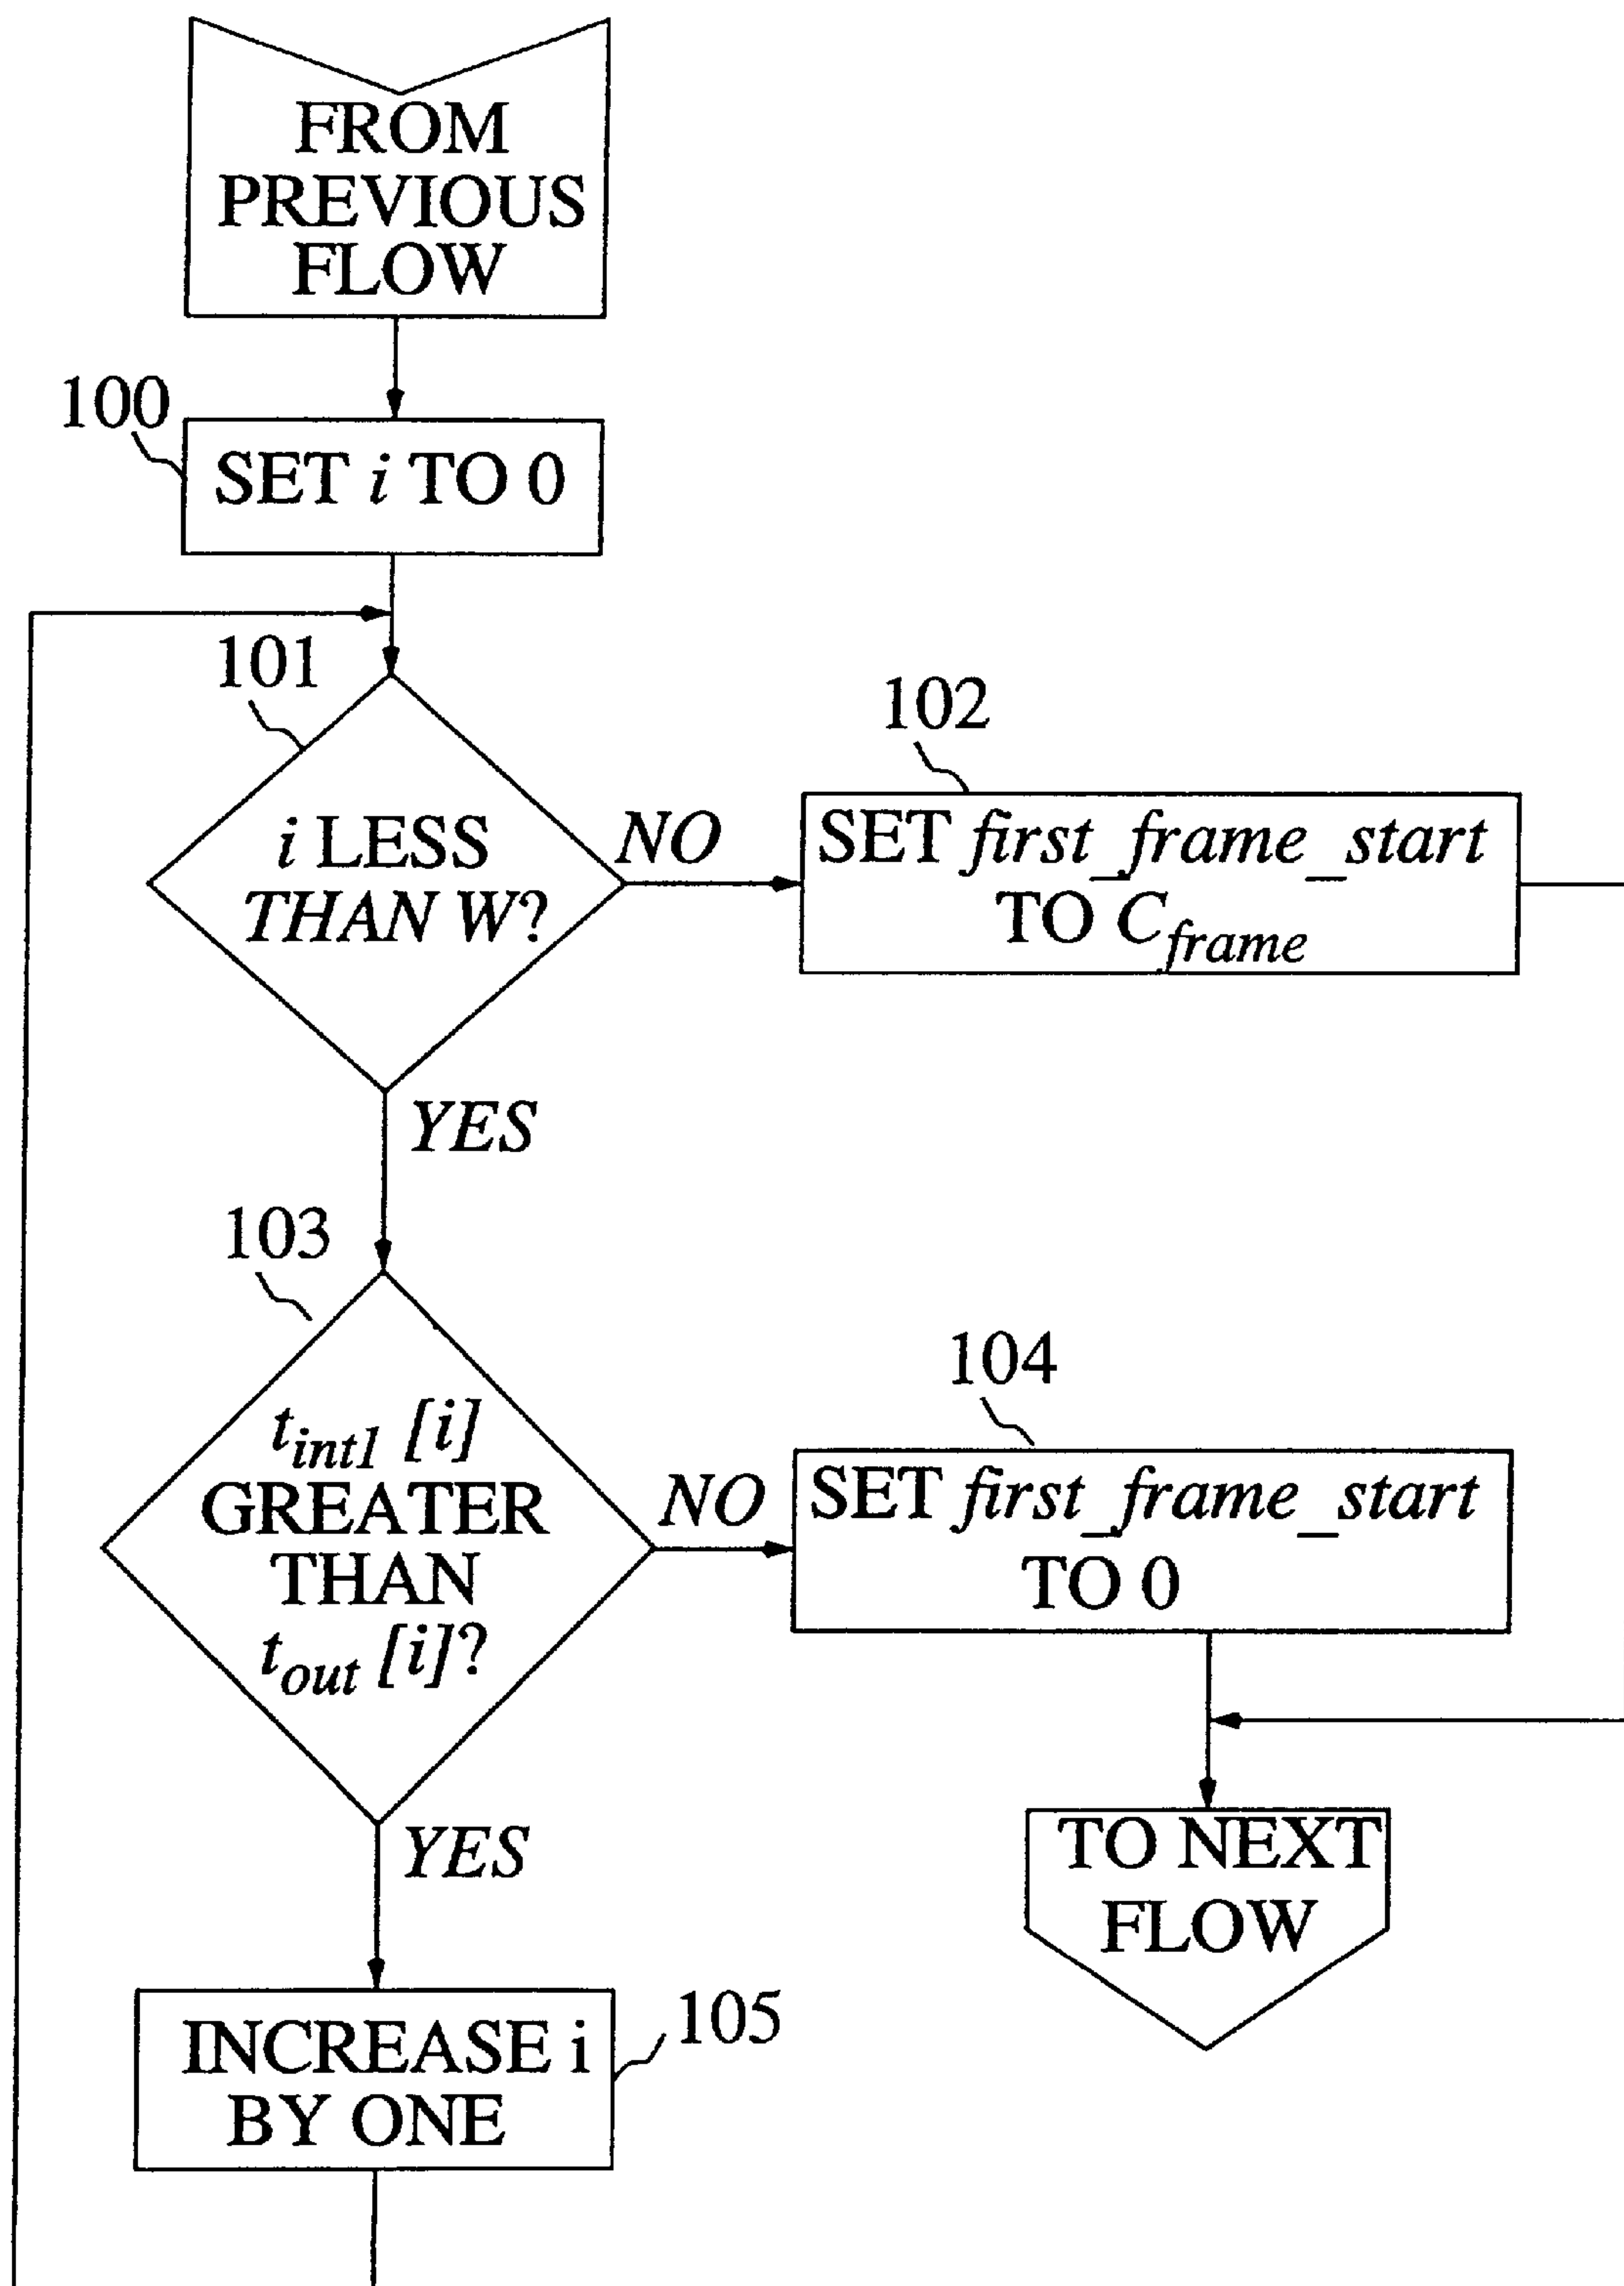 FROM
PREVIOUS
FLOW
100
SET i TO 0
101
i LESS
THAN W?
NO
102
SET first_frame_start
TO C_frame
YES
103
t_int1 [i]
GREATER
THAN
t_out [i]?
NO
104
SET first_frame_start
TO 0
YES
TO NEXT
FLOW
INCREASE i
BY ONE
105